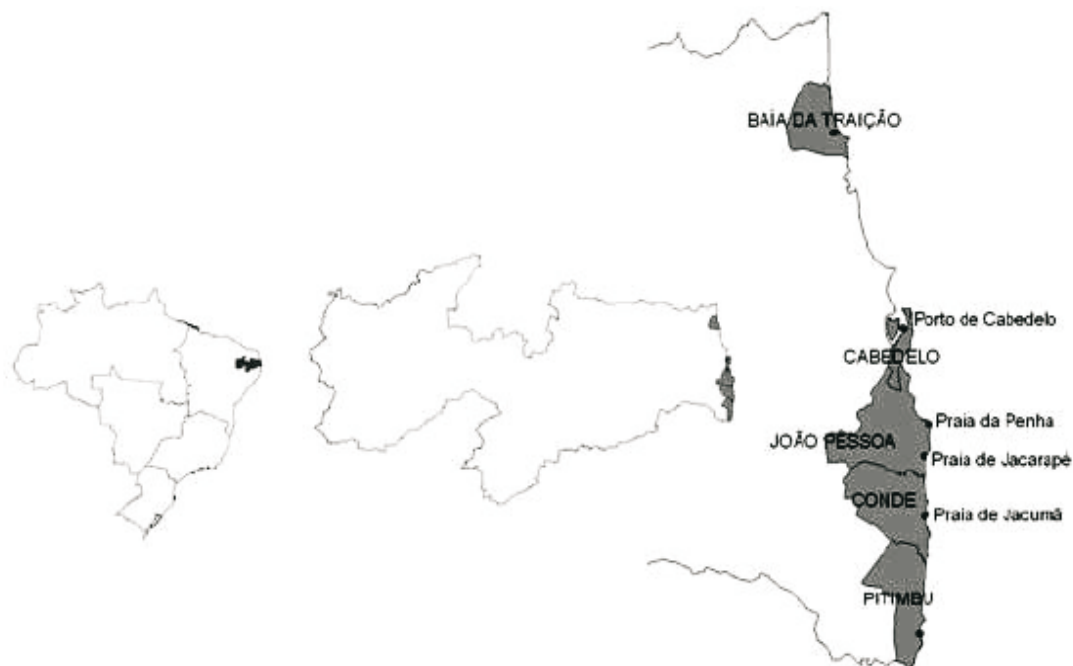 BAÍA DA TRAIÇÃO
Porto de Cabedelo
CABEDELO
Praia da Penha
JOÃO PESSOA
Praia de Jacarapé
CONDE
Praia de Jacumã
PITIMBU